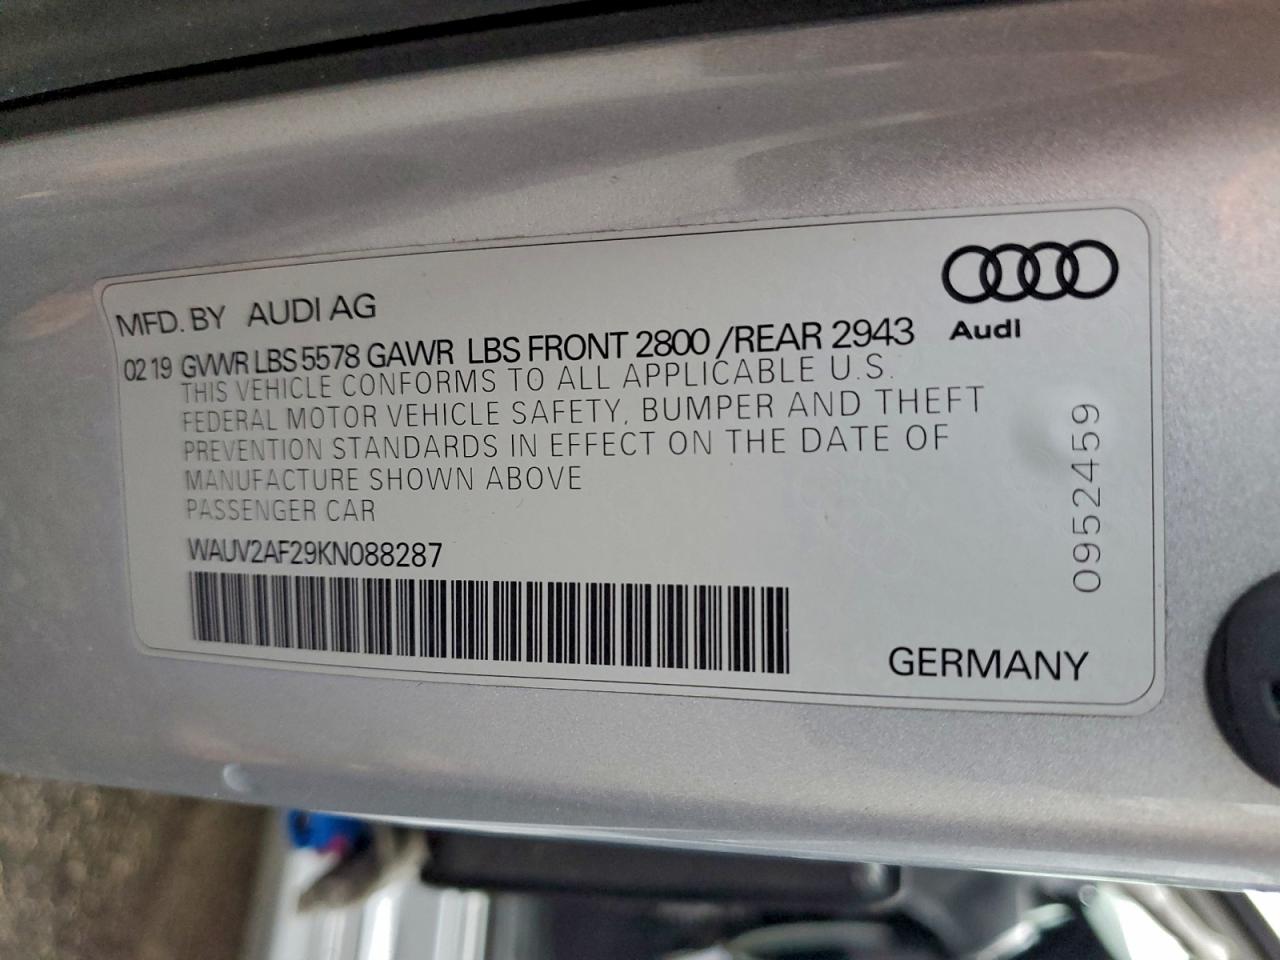 MFD. BY AUDI AG
Audi
02 19 GVWR LBS 5578 GAWR LBS FRONT 2800 /REAR 2943
THIS VEHICLE CONFORMS TO ALL APPLICABLE U.S.
FEDERAL MOTOR VEHICLE SAFETY, BUMPER AND THEFT
PREVENTION STANDARDS IN EFFECT ON THE DATE OF
MANUFACTURE SHOWN ABOVE
PASSENGER CAR
WAUV2AF29KN088287
0952459
GERMANY